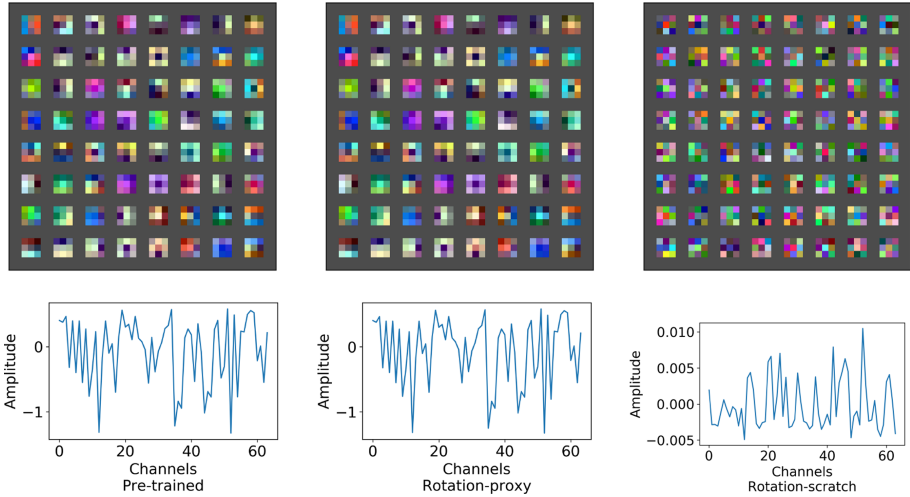 Amplitude
0
−1
0
20
40
60
Channels
Pre-trained
Amplitude
0
−1
0
20
40
60
Channels
Rotation-proxy
Amplitude
0.010
0.005
0.000
−0.005
0
20
40
60
Channels
Rotation-scratch